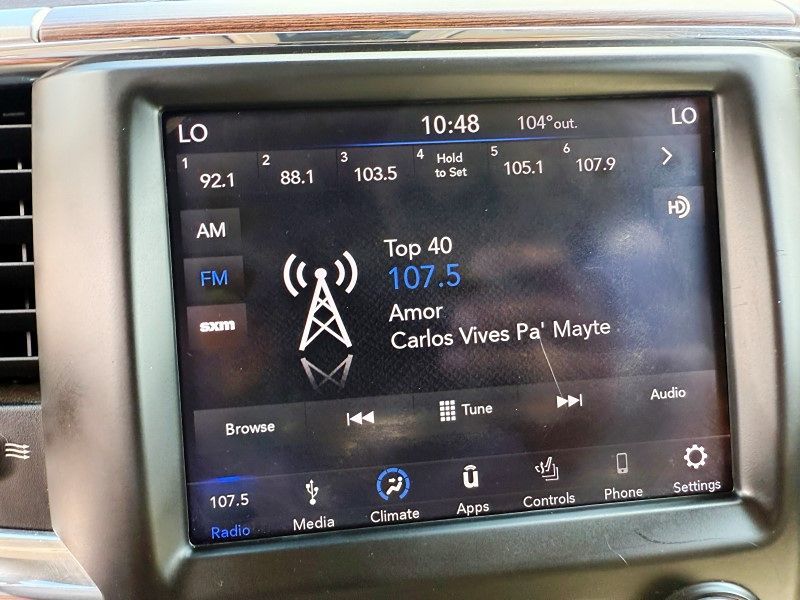 LO 10:48 104°out. LO
1 92.1 2 88.1 3 103.5 4 Hold to Set 5 105.1 6 107.9
HD
AM
FM
sxm
Top 40
107.5
Amor
Carlos Vives Pa' Mayte
Browse Tune Audio
107.5
Radio Media Climate Apps Controls Phone Settings